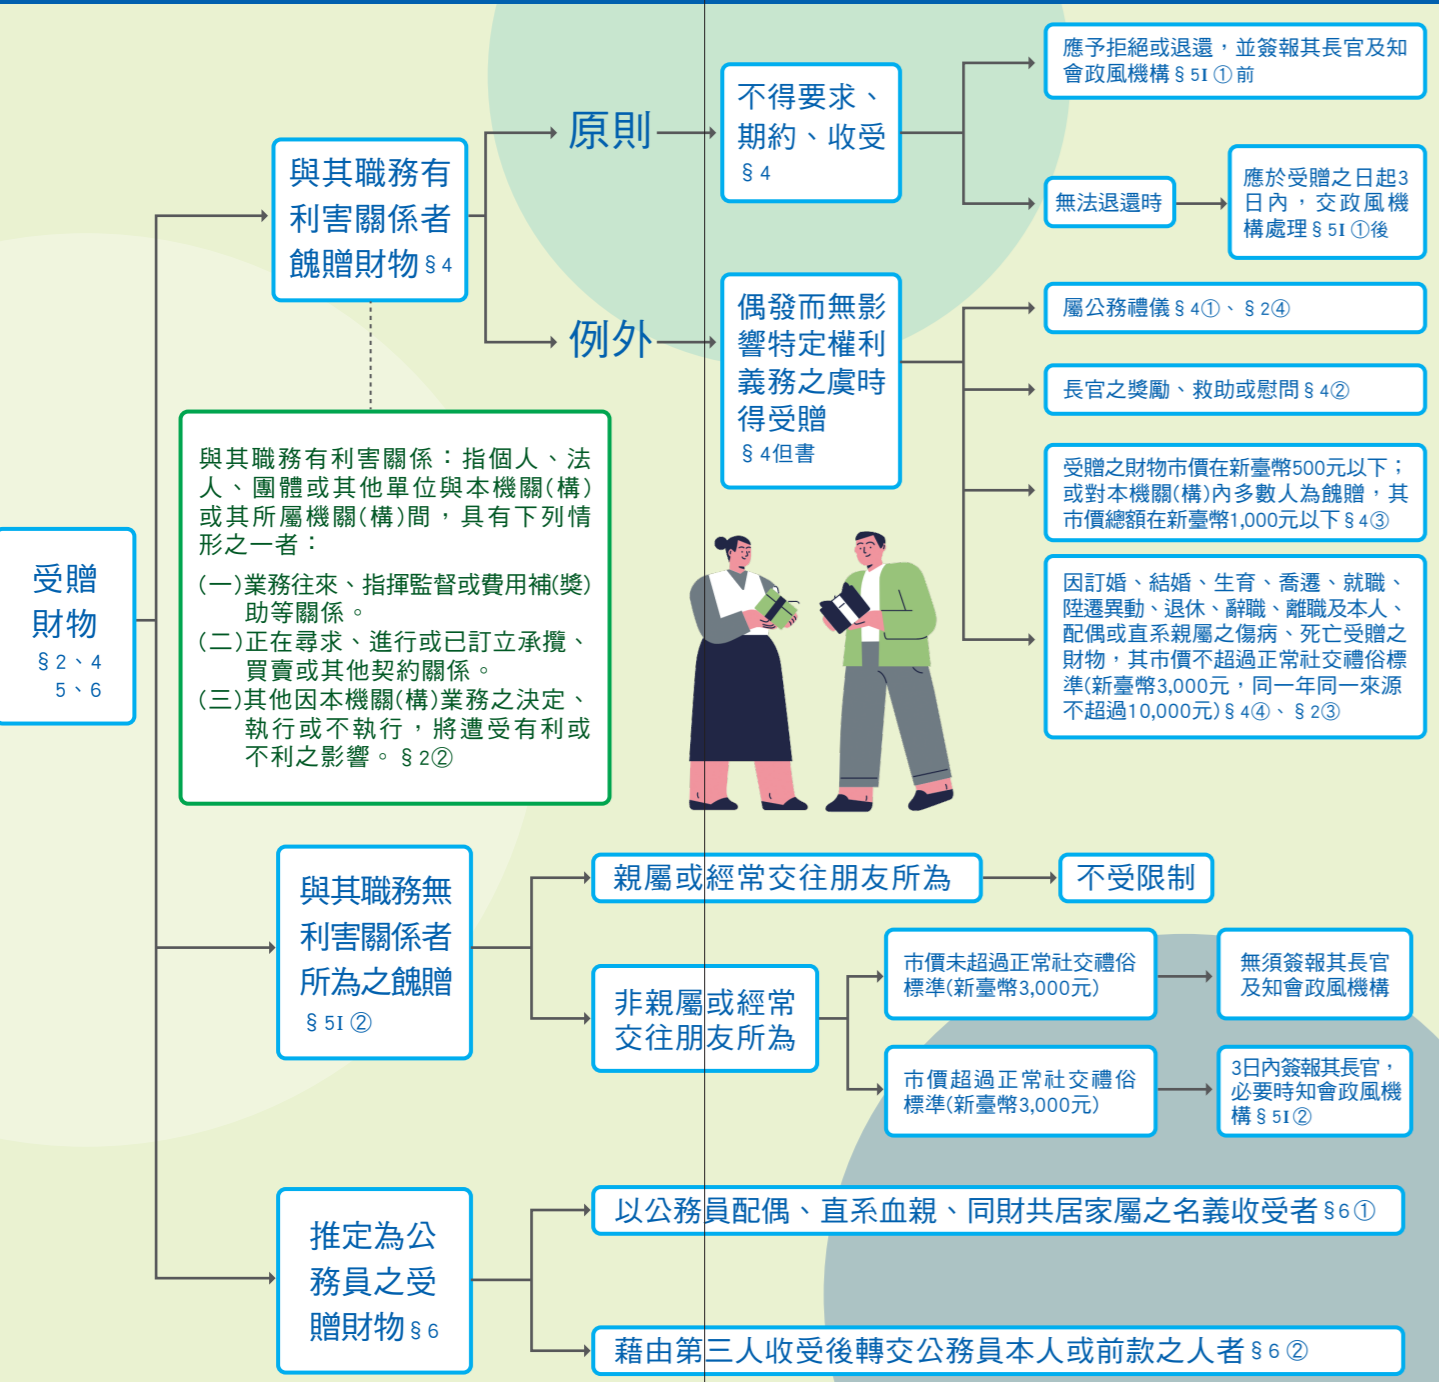 受贈
財物
§2、4
5、6
與其職務有
利害關係者
餽贈財物§4
原則
不得要求、
期約、收受
§4
應予拒絕或退還，並簽報其長官及知
會政風機構§5I①前
無法退還時
應於受贈之日起3
日內，交政風機
構處理§5I①後
例外
偶發而無影
響特定權利
義務之虞時
得受贈
§4但書
屬公務禮儀§4①、§2④
長官之獎勵、救助或慰問§4②
受贈之財物市價在新臺幣500元以下；
或對本機關(構)內多數人為餽贈，其
市價總額在新臺幣1,000元以下§4③
因訂婚、結婚、生育、喬遷、就職、
陞遷異動、退休、辭職、離職及本人、
配偶或直系親屬之傷病、死亡受贈之
財物，其市價不超過正常社交禮俗標
準(新臺幣3,000元，同一年同一來源
不超過10,000元)§4④、§2③
與其職務有利害關係：指個人、法
人、團體或其他單位與本機關(構)
或其所屬機關(構)間，具有下列情
形之一者：
(一)業務往來、指揮監督或費用補(獎)
助等關係。
(二)正在尋求、進行或已訂立承攬、
買賣或其他契約關係。
(三)其他因本機關(構)業務之決定、
執行或不執行，將遭受有利或
不利之影響。§2②
與其職務無
利害關係者
所為之餽贈
§5I②
親屬或經常交往朋友所為
不受限制
非親屬或經常
交往朋友所為
市價未超過正常社交禮俗
標準(新臺幣3,000元)
無須簽報其長官
及知會政風機構
市價超過正常社交禮俗
標準(新臺幣3,000元)
3日內簽報其長官，
必要時知會政風機
構§5I②
推定為公
務員之受
贈財物§6
以公務員配偶、直系血親、同財共居家屬之名義收受者§6①
藉由第三人收受後轉交公務員本人或前款之人者§6②